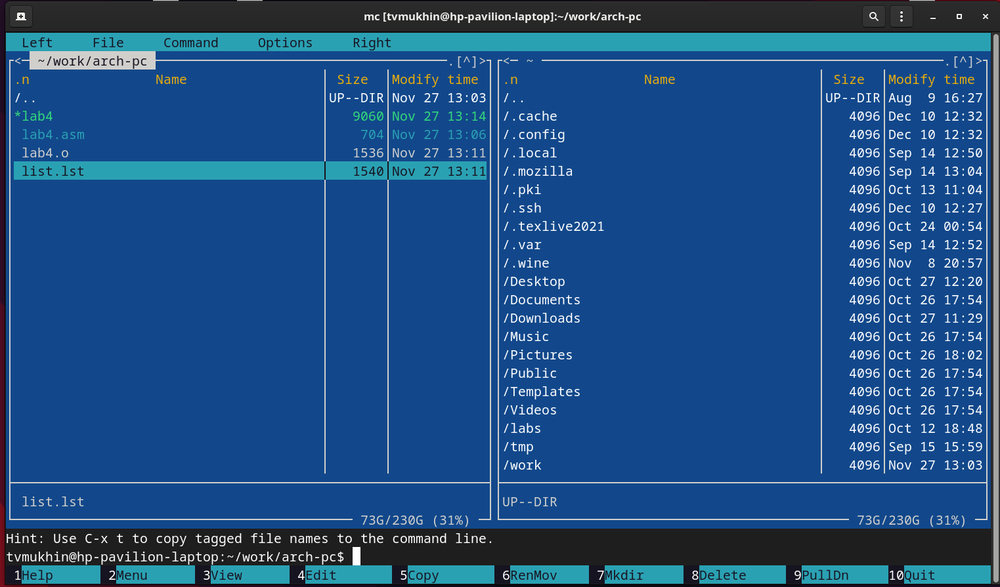 mc [tvmukhin@hp-pavilion-laptop]:~/work/arch-pc
Left File Command Options Right
<─ ~/work/arch-pc .[^]>
.n Name Size Modify time
/.. UP--DIR Nov 27 13:03
*lab4 9060 Nov 27 13:14
lab4.asm 704 Nov 27 13:06
lab4.o 1536 Nov 27 13:11
list.lst 1540 Nov 27 13:11
list.lst
73G/230G (31%)
<─ ~ .[^]>
.n Name Size Modify time
/.. UP--DIR Aug 9 16:27
/.cache 4096 Dec 10 12:32
/.config 4096 Dec 10 12:32
/.local 4096 Sep 14 12:50
/.mozilla 4096 Sep 14 13:04
/.pki 4096 Oct 13 11:04
/.ssh 4096 Dec 10 12:27
/.texlive2021 4096 Oct 24 00:54
/.var 4096 Sep 14 12:52
/.wine 4096 Nov 8 20:57
/Desktop 4096 Oct 27 12:20
/Documents 4096 Oct 26 17:54
/Downloads 4096 Oct 27 11:29
/Music 4096 Oct 26 17:54
/Pictures 4096 Oct 26 18:02
/Public 4096 Oct 26 17:54
/Templates 4096 Oct 26 17:54
/Videos 4096 Oct 26 17:54
/labs 4096 Oct 12 18:48
/tmp 4096 Sep 15 15:59
/work 4096 Nov 27 13:03
UP--DIR
73G/230G (31%)
Hint: Use C-x t to copy tagged file names to the command line.
tvmukhin@hp-pavilion-laptop:~/work/arch-pc$
1Help 2Menu 3View 4Edit 5Copy 6RenMov 7Mkdir 8Delete 9PullDn 10Quit